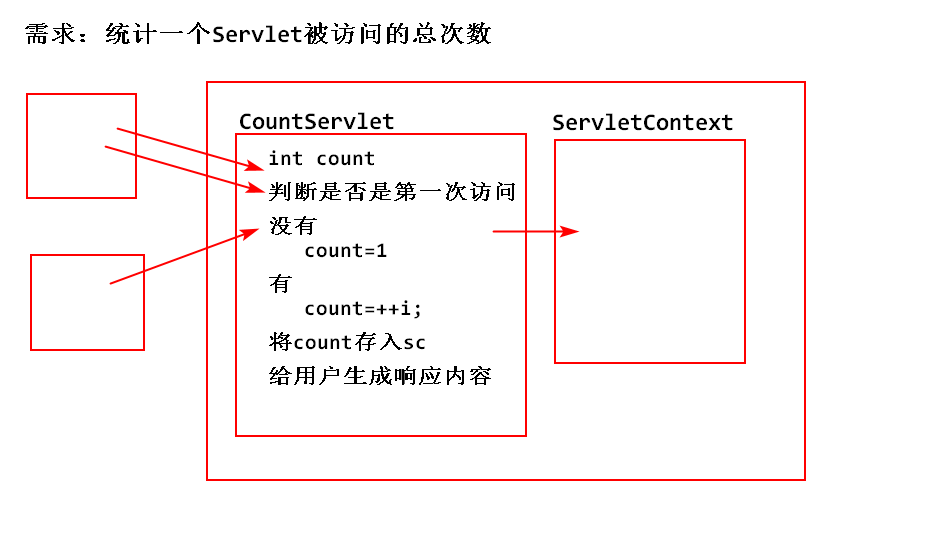 需求：统计一个Servlet被访问的总次数
CountServlet
int count
判断是否是第一次访问
没有
count=1
有
count=++i;
将count存入sc
给用户生成响应内容
ServletContext